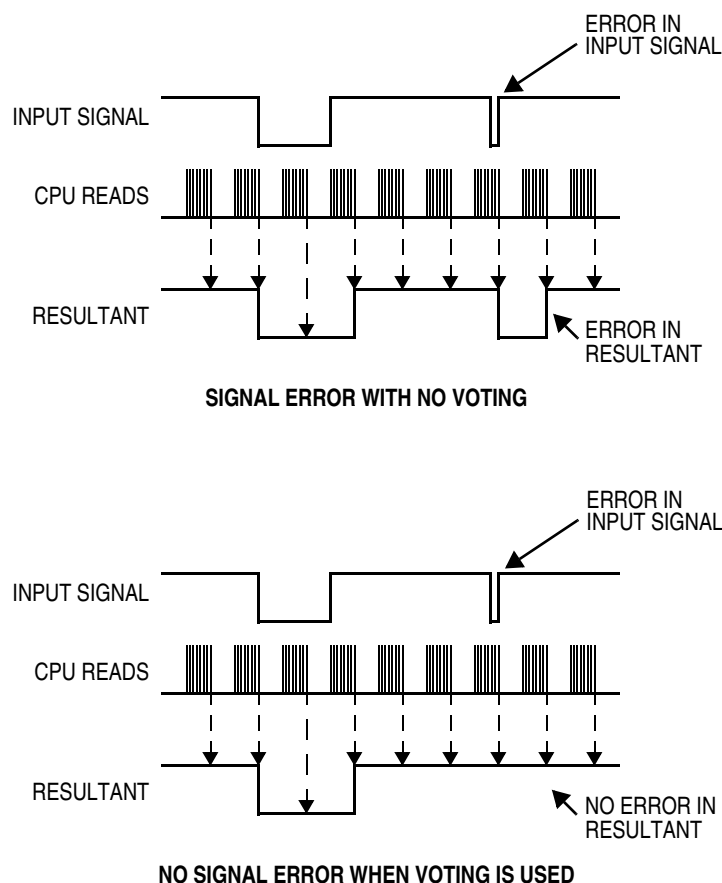 ERROR IN
INPUT SIGNAL
INPUT SIGNAL
CPU READS
RESULTANT
ERROR IN
RESULTANT
SIGNAL ERROR WITH NO VOTING
ERROR IN
INPUT SIGNAL
INPUT SIGNAL
CPU READS
RESULTANT
NO ERROR IN
RESULTANT
NO SIGNAL ERROR WHEN VOTING IS USED